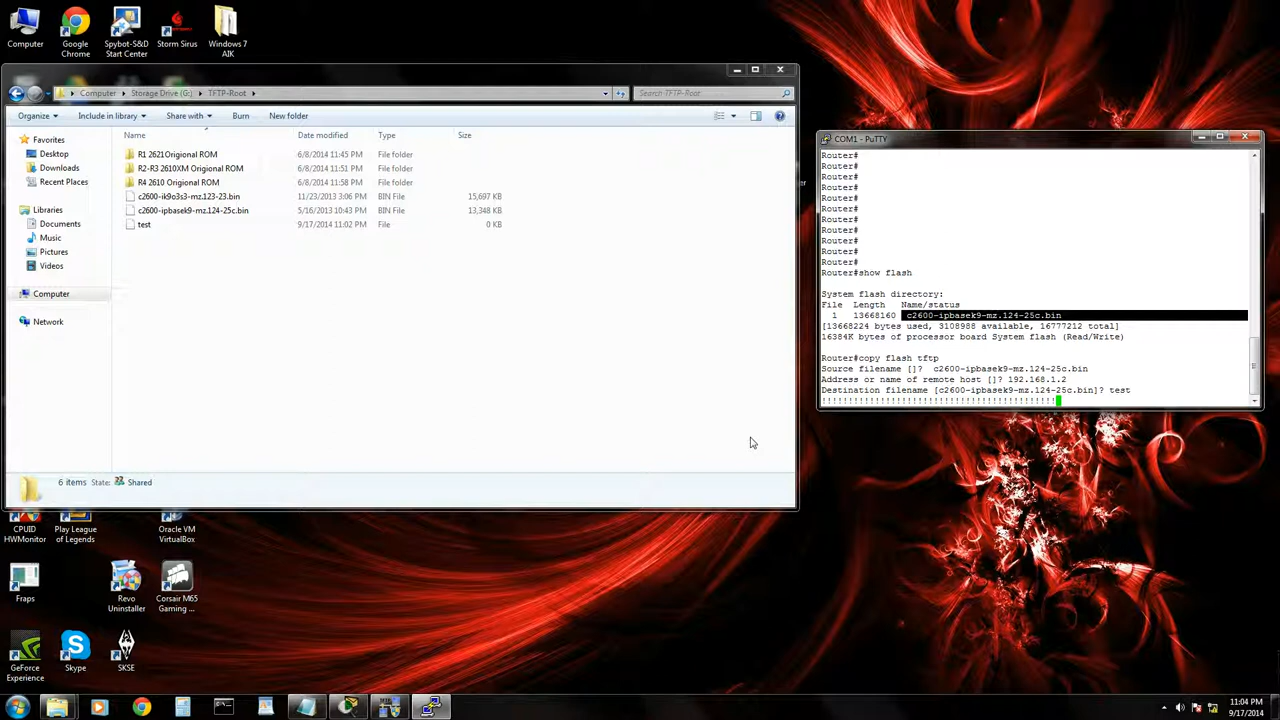 Computer
Google
Chrome
Spybot-S&D
Start Center
Storm Sirus
Windows 7
AIK
Computer
Storage Drive (G:)
TFTP-Root
Search TFTP-Root
Organize
Include in library
Share with
Burn
New folder
Name
Date modified
Type
Size
Favorites
Desktop
Downloads
Recent Places
Libraries
Documents
Music
Pictures
Videos
Computer
Network
R1 2621Origional ROM 6/8/2014 11:45 PM File folder
R2-R3 2610XM Origional ROM 6/8/2014 11:51 PM File folder
R4 2610 Origional ROM 6/8/2014 11:58 PM File folder
c2600-ik9o3s3-mz.123-23.bin 11/23/2013 3:06 PM BIN File 15,697 KB
c2600-ipbasek9-mz.124-25c.bin 5/16/2013 10:43 PM BIN File 13,348 KB
test 9/17/2014 11:02 PM File 0 KB
6 items State: Shared
COM1 - PuTTY
Router#
Router#
Router#
Router#
Router#
Router#
Router#
Router#
Router#
Router#
Router#
Router#show flash
System flash directory:
File Length Name/status
1 13668160 c2600-ipbasek9-mz.124-25c.bin
[13668224 bytes used, 3108988 available, 16777212 total]
16384K bytes of processor board System flash (Read/Write)
Router#copy flash tftp
Source filename []? c2600-ipbasek9-mz.124-25c.bin
Address or name of remote host []? 192.168.1.2
Destination filename [c2600-ipbasek9-mz.124-25c.bin]? test
!!!!!!!!!!!!!!!!!!!!!!!!!!!!!!!!!!!!!!!!!!!!
CPUID
HWMonitor
Play League
of Legends
Oracle VM
VirtualBox
Fraps
Revo
Uninstaller
Corsair M65
Gaming ...
GeForce
Experience
Skype
SKSE
11:04 PM
9/17/2014